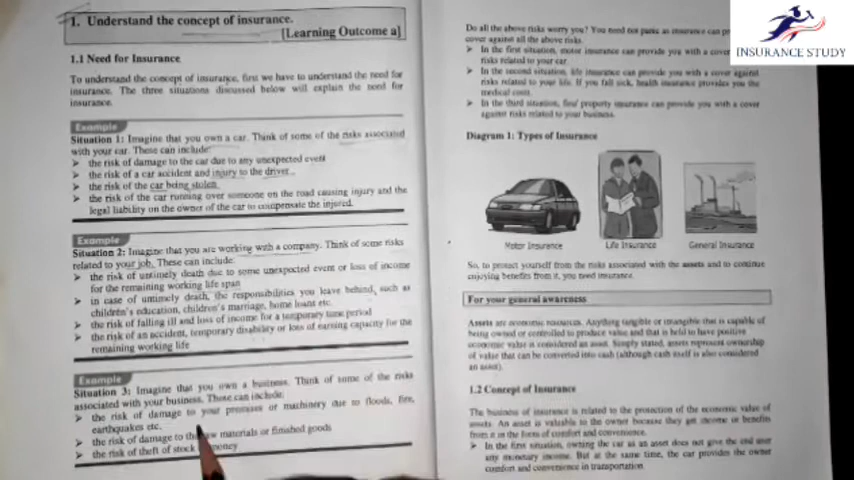 1. Understand the concept of insurance.
[Learning Outcome a]
1.1 Need for Insurance
To understand the concept of insurance, first we have to understand the need for
insurance. The three situations discussed below will explain the need for
insurance.
Example
Situation 1: Imagine that you own a car. Think of some of the risks associated
with your car. These can include:
➢ the risk of damage to the car due to any unexpected event
➢ the risk of a car accident and injury to the driver
➢ the risk of the car being stolen
➢ the risk of the car running over someone on the road causing injury and the
legal liability on the owner of the car to compensate the injured.
Example
Situation 2: Imagine that you are working with a company. Think of some risks
related to your job. These can include:
➢ the risk of untimely death due to some unexpected event or loss of income
for the remaining working life span
➢ in case of untimely death, the responsibilities you leave behind, such as
children's education, children's marriage, home loans etc.
➢ the risk of falling ill and loss of income for a temporary time period
➢ the risk of an accident, temporary disability or loss of earning capacity for the
remaining working life
Example
Situation 3: Imagine that you own a business. Think of some of the risks
associated with your business. These can include:
➢ the risk of damage to your premises or machinery due to floods, fire,
earthquakes etc.
➢ the risk of damage to the raw materials or finished goods
➢ the risk of theft of stock money
Do all the above risks worry you? You need not panic as insurance can
cover against all the above risks.
➢ In the first situation, motor insurance can provide you with a cover
risks related to your car.
➢ In the second situation, life insurance can provide you with a cover against
risks related to your life. If you fall sick, health insurance provides you the
medical cost.
➢ In the third situation, fire/ property insurance can provide you with a cover
against risks related to your business.
Diagram 1: Types of Insurance
Motor Insurance
Life Insurance
General Insurance
So, to protect yourself from the risks associated with the assets and to continue
enjoying benefits from it, you need insurance.
For your general awareness
Assets are economic resources. Anything tangible or intangible that is capable of
being owned or controlled to produce value and that is held to have positive
economic value is considered an asset. Simply stated, assets represent ownership
of value that can be converted into cash (although cash itself is also considered
an asset).
1.2 Concept of Insurance
The business of insurance is related to the protection of the economic value of
assets. An asset is valuable to the owner because they get income or benefits
from it in the form of comfort and convenience.
➢ In the first situation, owning the car as an asset does not give the end user
any monetary income. But at the same time, the car provides the owner
comfort and convenience in transportation.
INSURANCE STUDY